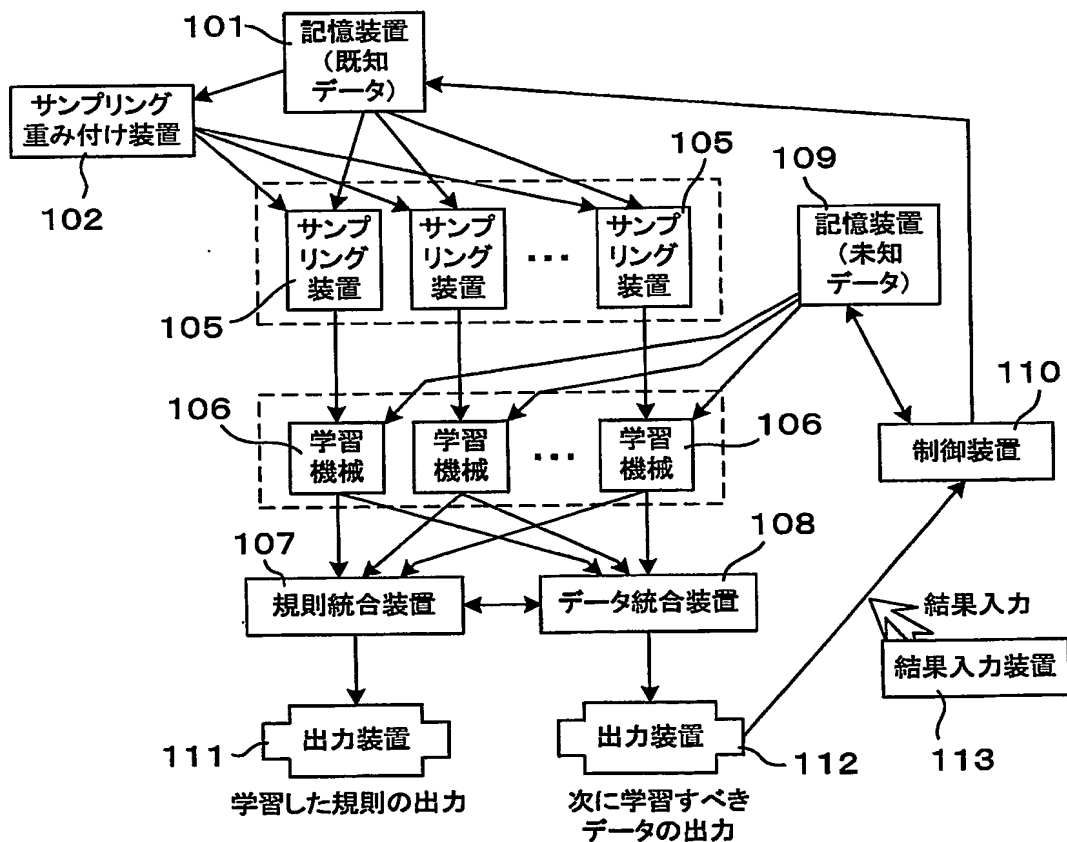 101
記憶装置
(既知
データ)
サンプリング
重み付け装置
102
105
109
記憶装置
(未知
データ)
サンプ
リング
装置
サンプ
リング
装置
...
サンプ
リング
装置
105
110
制御装置
106
学習
機械
学習
機械
...
学習
機械
106
107
規則統合装置
108
データ統合装置
結果入力
結果入力装置
113
111
出力装置
学習した規則の出力
出力装置
112
次に学習すべき
データの出力